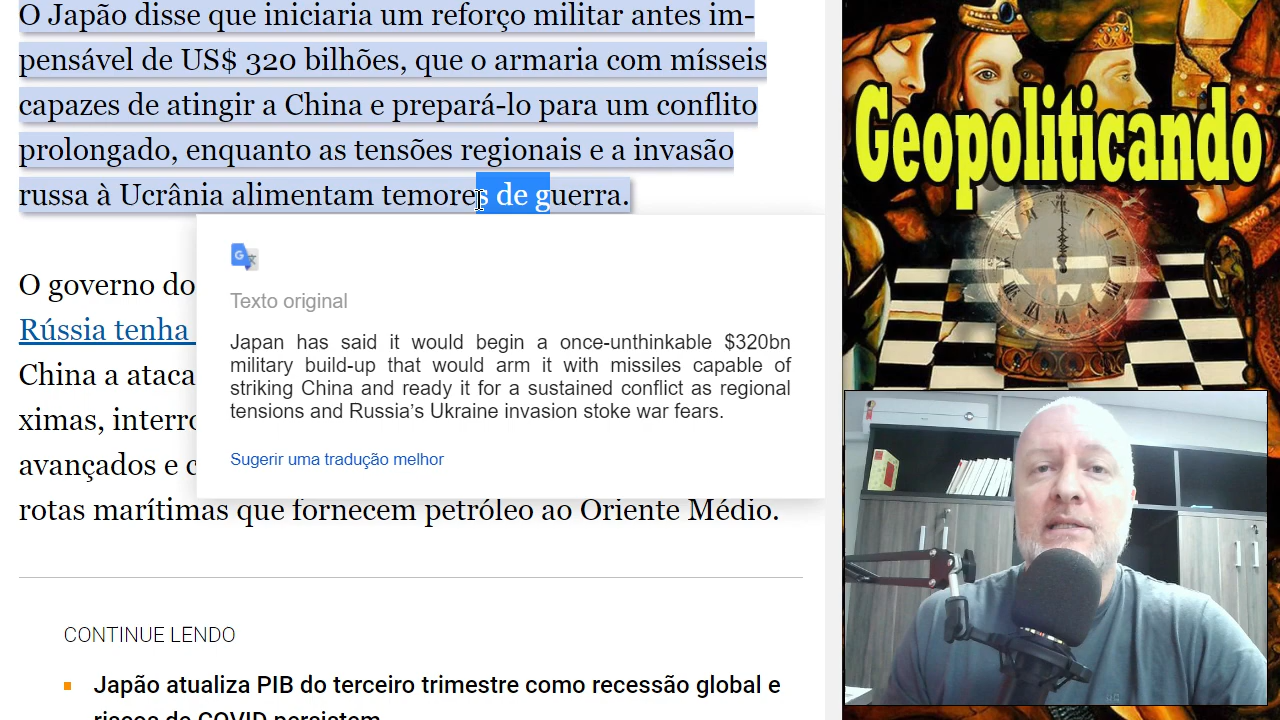 O Japão disse que iniciaria um reforço militar antes im-
pensável de US$ 320 bilhões, que o armaria com mísseis
capazes de atingir a China e prepará-lo para um conflito
prolongado, enquanto as tensões regionais e a invasão
russa à Ucrânia alimentam temores de guerra.
O governo do
Rússia tenha
China a ataca
ximas, interro
avançados e c
rotas marítimas que fornecem petróleo ao Oriente Médio.
Texto original
Japan has said it would begin a once-unthinkable $320bn
military build-up that would arm it with missiles capable of
striking China and ready it for a sustained conflict as regional
tensions and Russia's Ukraine invasion stoke war fears.
Sugerir uma tradução melhor
CONTINUE LENDO
Japão atualiza PIB do terceiro trimestre como recessão global e
riscos de COVID persistem
Geopoliticando